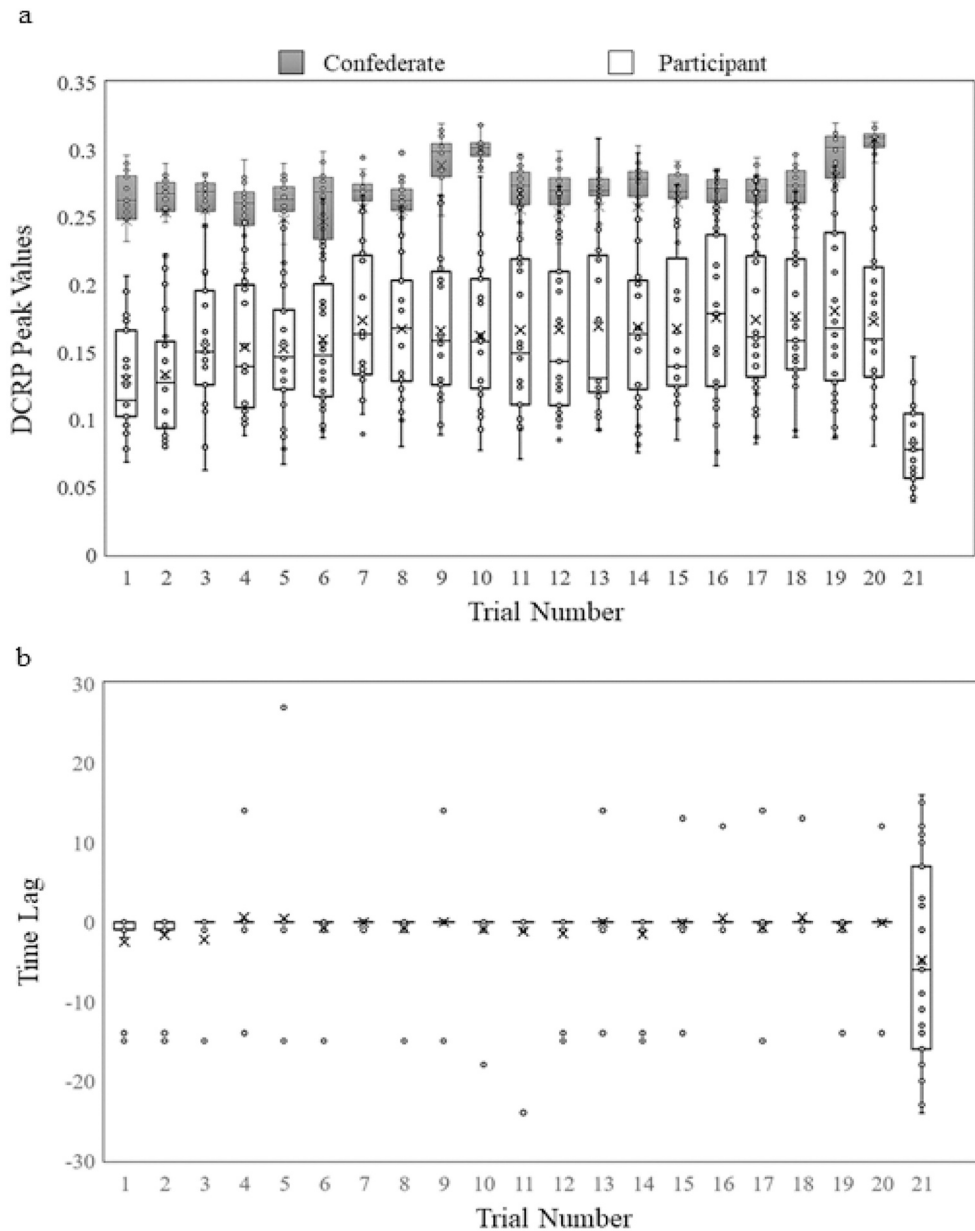 a
Confederate Participant
0.35
0.3
0.25
0.2
0.15
0.1
0.05
0
DCRP Peak Values
1 2 3 4 5 6 7 8 9 10 11 12 13 14 15 16 17 18 19 20 21
Trial Number
b
30
20
10
0
-10
-20
-30
Time Lag
1 2 3 4 5 6 7 8 9 10 11 12 13 14 15 16 17 18 19 20 21
Trial Number